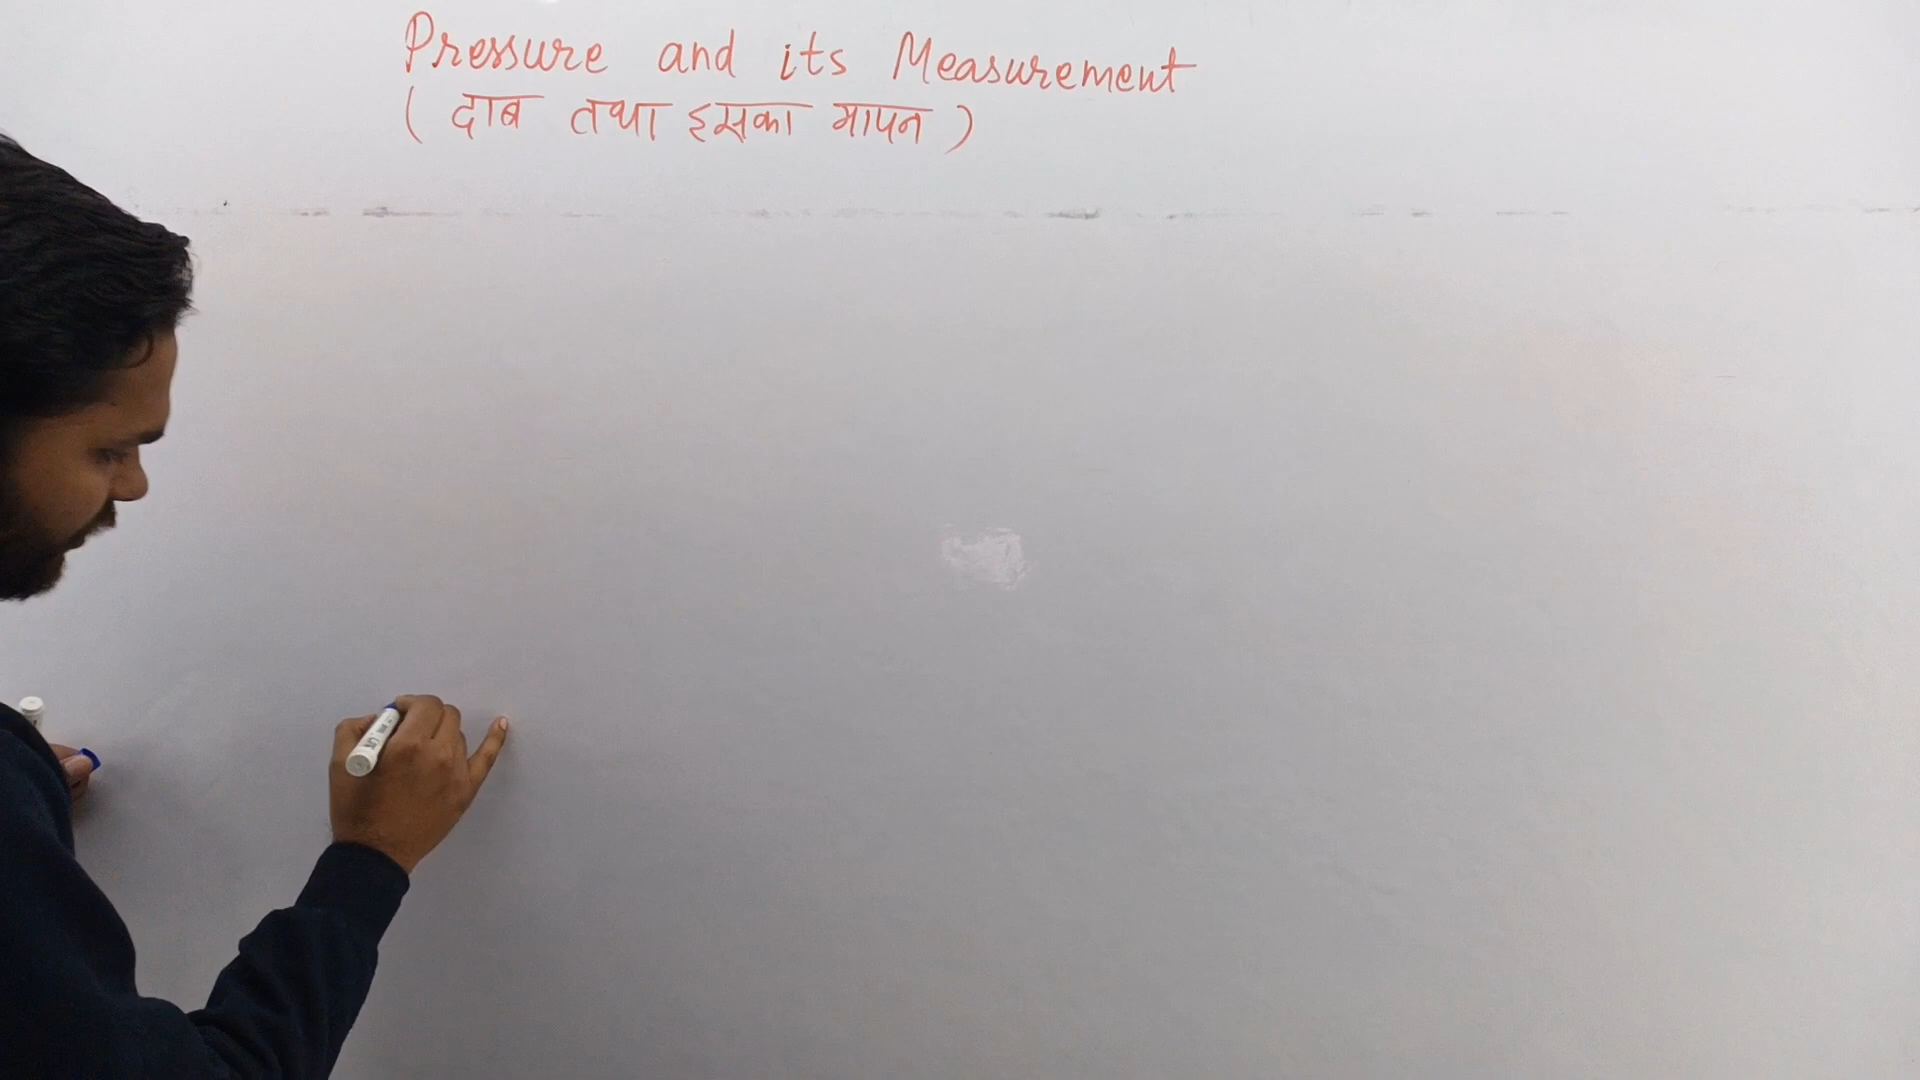 Pressure and its Measurement
( दाब तथा इसका मापन )